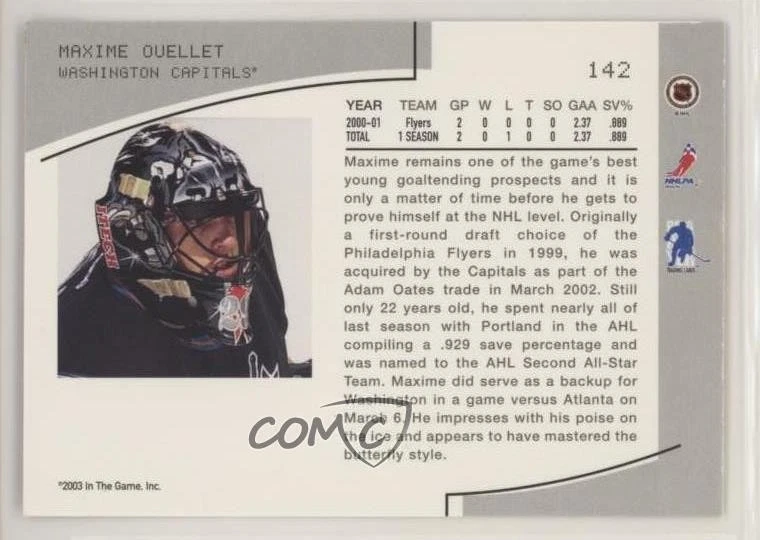 MAXIME OUELLET
WASHINGTON CAPITALS®
142
YEAR TEAM GP W L T SO GAA SV%
2000-01 Flyers 2 0 0 0 0 2.37 .889
TOTAL 1 SEASON 2 0 1 0 0 2.37 .889
Maxime remains one of the game's best
young goaltending prospects and it is
only a matter of time before he gets to
prove himself at the NHL level. Originally
a first-round draft choice of the
Philadelphia Flyers in 1999, he was
acquired by the Capitals as part of the
Adam Oates trade in March 2002. Still
only 22 years old, he spent nearly all of
last season with Portland in the AHL
compiling a .929 save percentage and
was named to the AHL Second All-Star
Team. Maxime did serve as a backup for
Washington in a game versus Atlanta on
March 6. He impresses with his poise on
the ice and appears to have mastered the
butterfly style.
ITECH
NHLPA
COMC
©2003 In The Game, Inc.